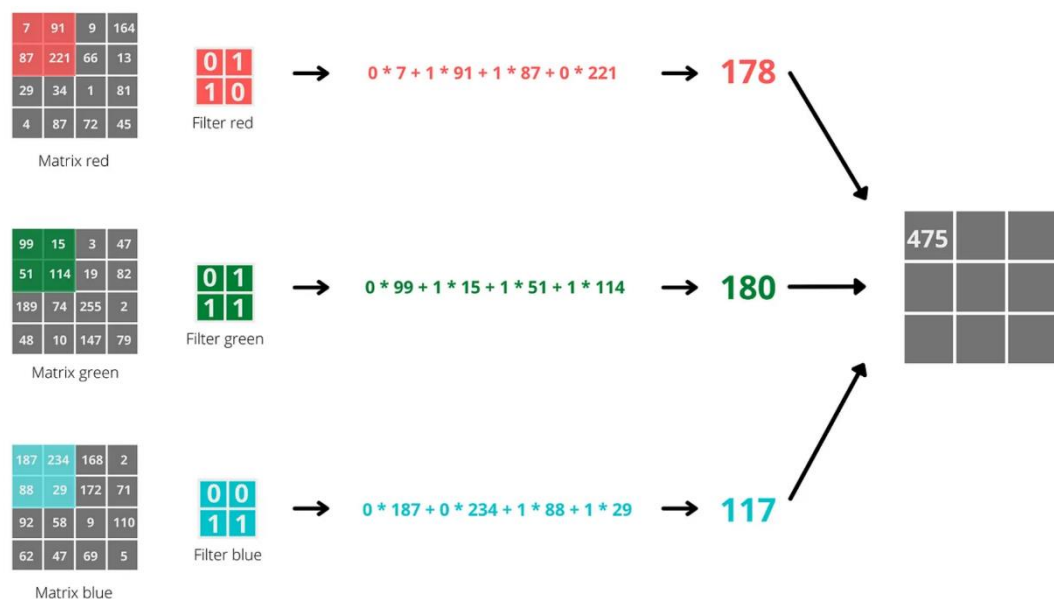 7 91 9 164
87 221 66 13
29 34 1 81
4 87 72 45
Matrix red
0 1
1 0
Filter red
0 * 7 + 1 * 91 + 1 * 87 + 0 * 221
178
99 15 3 47
51 114 19 82
189 74 255 2
48 10 147 79
Matrix green
0 1
1 1
Filter green
0 * 99 + 1 * 15 + 1 * 51 + 1 * 114
180
475
187 234 168 2
88 29 172 71
92 58 9 110
62 47 69 5
Matrix blue
0 0
1 1
Filter blue
0 * 187 + 0 * 234 + 1 * 88 + 1 * 29
117